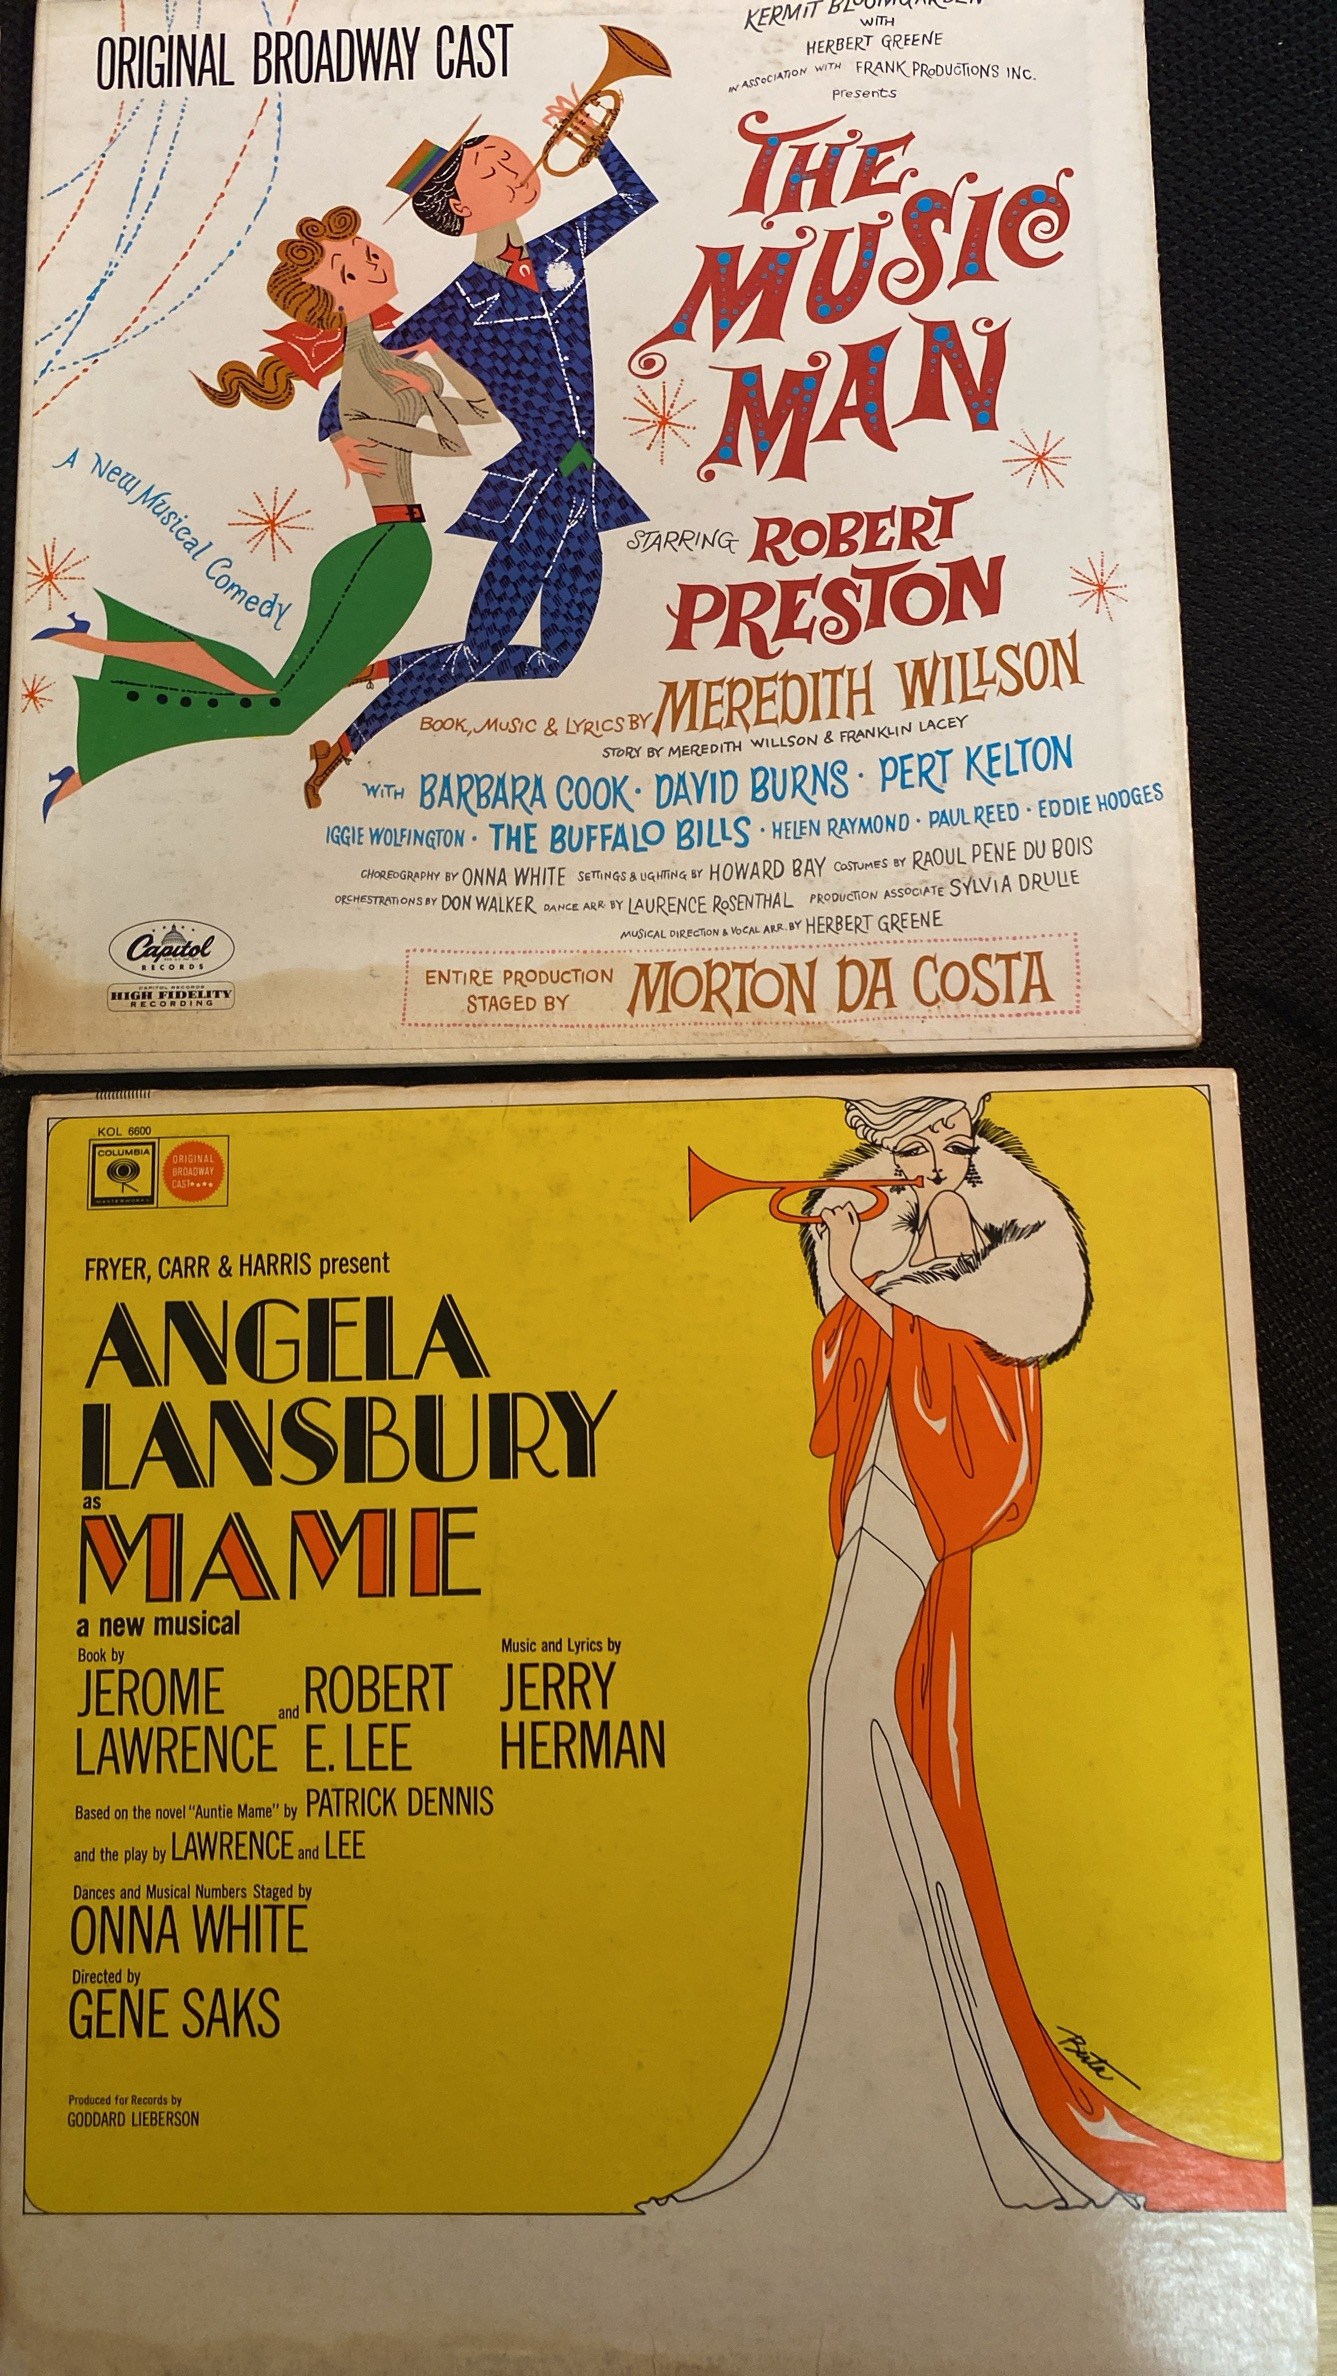 ORIGINAL BROADWAY CAST
KERMIT BLOOMGARDEN
WITH
HERBERT GREENE
IN ASSOCIATION WITH FRANK PRODUCTIONS INC.
presents
THE
MUSIC
MAN
A New Musical Comedy
STARRING ROBERT
PRESTON
BOOK, MUSIC & LYRICS BY MEREDITH WILLSON
STORY BY MEREDITH WILLSON & FRANKLIN LACEY
WITH BARBARA COOK · DAVID BURNS · PERT KELTON
IGGIE WOLFINGTON · THE BUFFALO BILLS · HELEN RAYMOND · PAUL REED · EDDIE HODGES
CHOREOGRAPHY BY ONNA WHITE SETTINGS & LIGHTING BY HOWARD BAY COSTUMES BY RAOUL PENE DU BOIS
ORCHESTRATIONS BY DON WALKER DANCE ARR. BY LAURENCE ROSENTHAL PRODUCTION ASSOCIATE SYLVIA DRULIE
MUSICAL DIRECTION & VOCAL ARR. BY HERBERT GREENE
Capitol
RECORDS
CAPITOL RECORDS
HIGH FIDELITY
RECORDING
ENTIRE PRODUCTION
STAGED BY
MORTON DA COSTA
KOL 6600
COLUMBIA
MASTERWORKS
ORIGINAL
BROADWAY
CAST
FRYER, CARR & HARRIS present
ANGELA
LANSBURY
as
MAME
a new musical
Book by
JEROME
LAWRENCE
and
ROBERT
E. LEE
Music and Lyrics by
JERRY
HERMAN
Based on the novel "Auntie Mame" by PATRICK DENNIS
and the play by LAWRENCE and LEE
Dances and Musical Numbers Staged by
ONNA WHITE
Directed by
GENE SAKS
Produced for Records by
GODDARD LIEBERSON